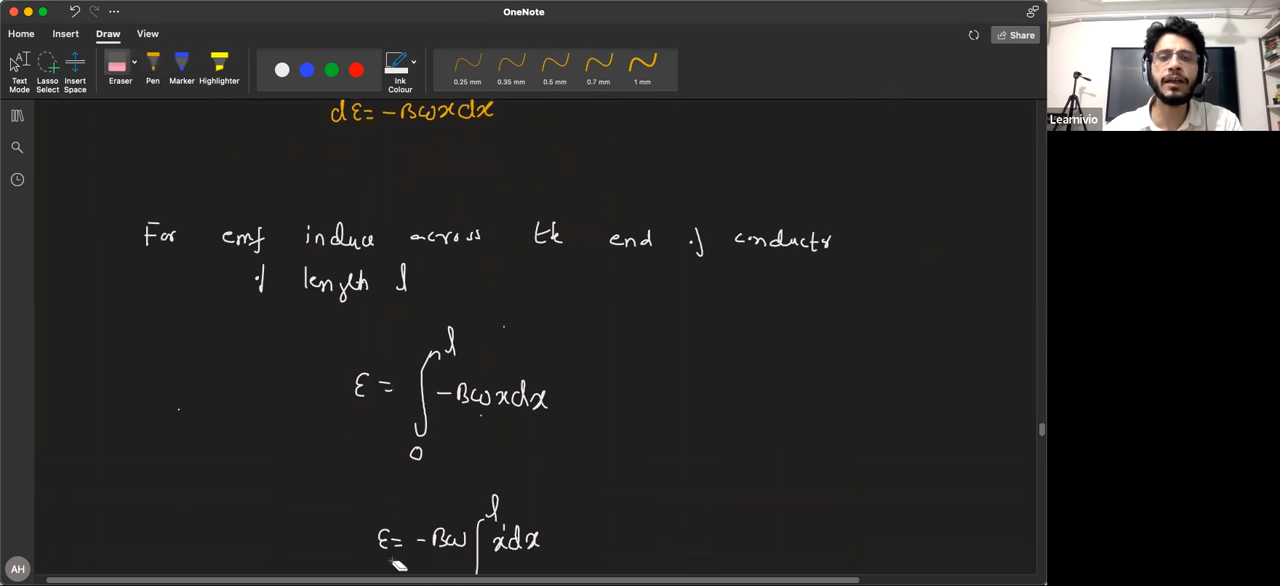 OneNote
Home Insert Draw View
Share
Text Mode
Lasso Select
Insert Space
Eraser
Pen
Marker
Highlighter
Ink Colour
0.25 mm
0.35 mm
0.5 mm
0.7 mm
1 mm
Learnivio
dε = −Bωxdx
For emf induce across the end of conductr
of length l
ε = ∫₀ˡ −Bωxdx
ε = −Bω ∫ˡ x¹dx
AH